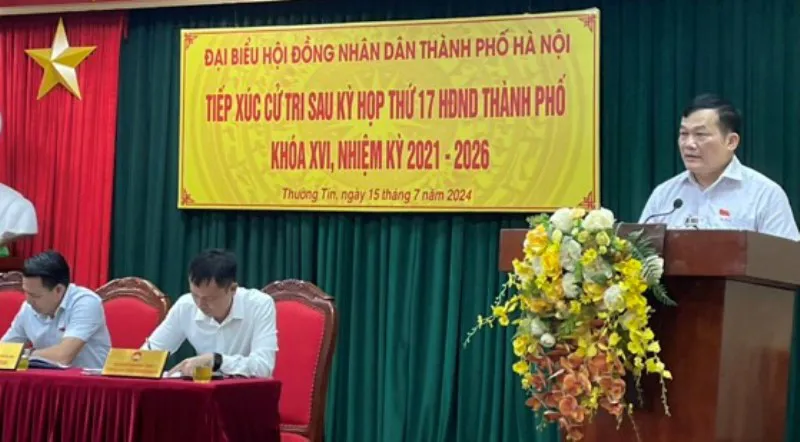 ĐẠI BIỂU HỘI ĐỒNG NHÂN DÂN THÀNH PHỐ HÀ NỘI
TIẾP XÚC CỬ TRI SAU KỲ HỌP THỨ 17 HĐND THÀNH PHỐ
KHÓA XVI, NHIỆM KỲ 2021 - 2026
Thường Tín, ngày 15 tháng 7 năm 2024